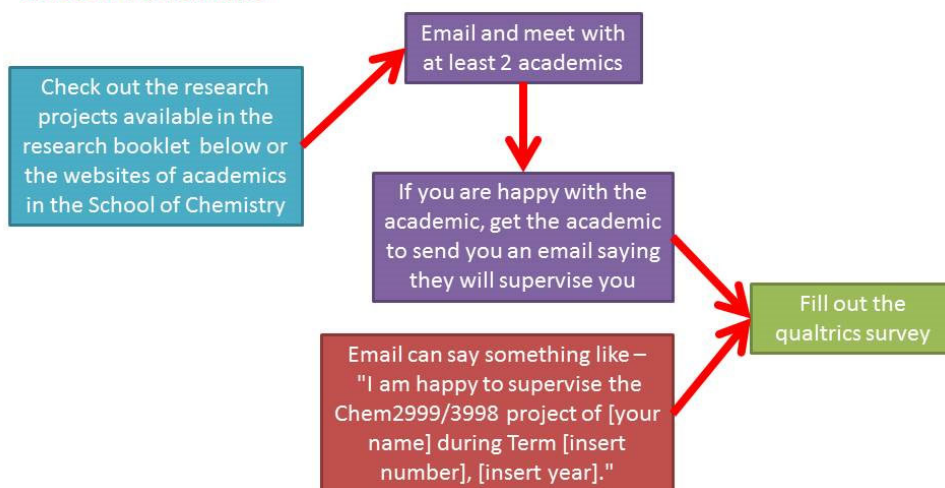 Email and meet with
at least 2 academics
Check out the research
projects available in the
research booklet below or
the websites of academics
in the School of Chemistry
If you are happy with the
academic, get the academic
to send you an email saying
they will supervise you
Fill out the
qualtrics survey
Email can say something like –
"I am happy to supervise the
Chem2999/3998 project of [your
name] during Term [insert
number], [insert year]."